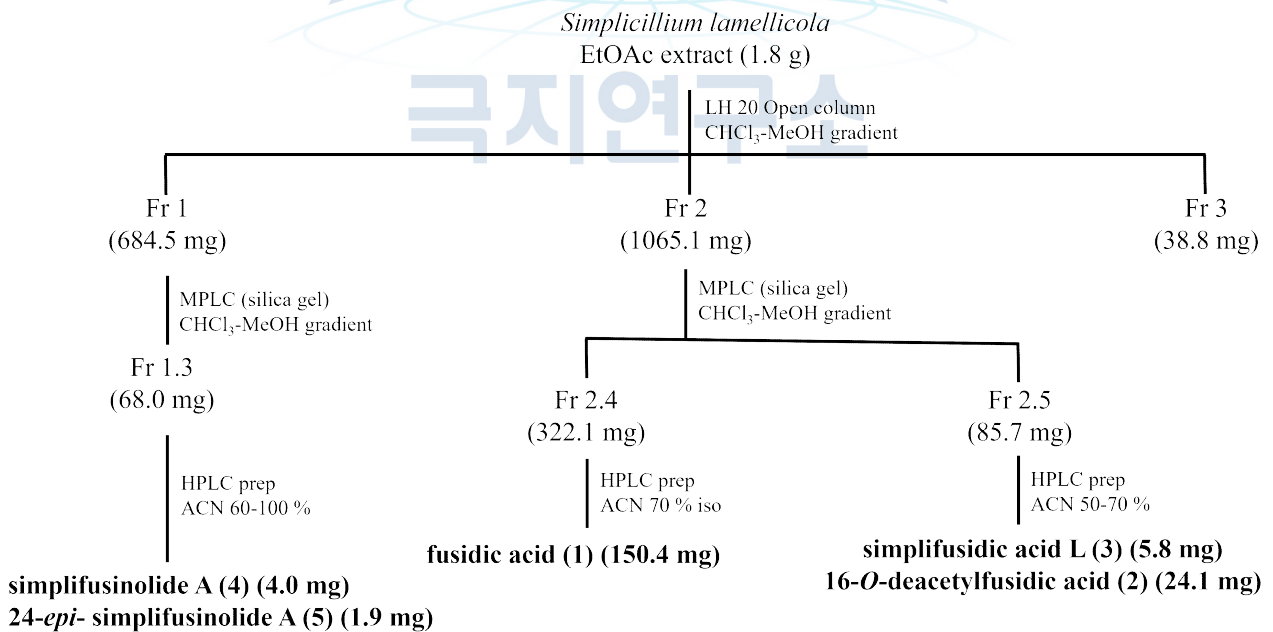 Simplicillium lamellicola
EtOAc extract (1.8 g)
극지연구소
LH 20 Open column
CHCl₃-MeOH gradient
Fr 1
(684.5 mg)
Fr 2
(1065.1 mg)
Fr 3
(38.8 mg)
MPLC (silica gel)
CHCl₃-MeOH gradient
MPLC (silica gel)
CHCl₃-MeOH gradient
Fr 1.3
(68.0 mg)
Fr 2.4
(322.1 mg)
Fr 2.5
(85.7 mg)
HPLC prep
ACN 60-100 %
HPLC prep
ACN 70 % iso
HPLC prep
ACN 50-70 %
simplifusinolide A (4) (4.0 mg)
24-epi- simplifusinolide A (5) (1.9 mg)
fusidic acid (1) (150.4 mg)
simplifusidic acid L (3) (5.8 mg)
16-O-deacetylfusidic acid (2) (24.1 mg)